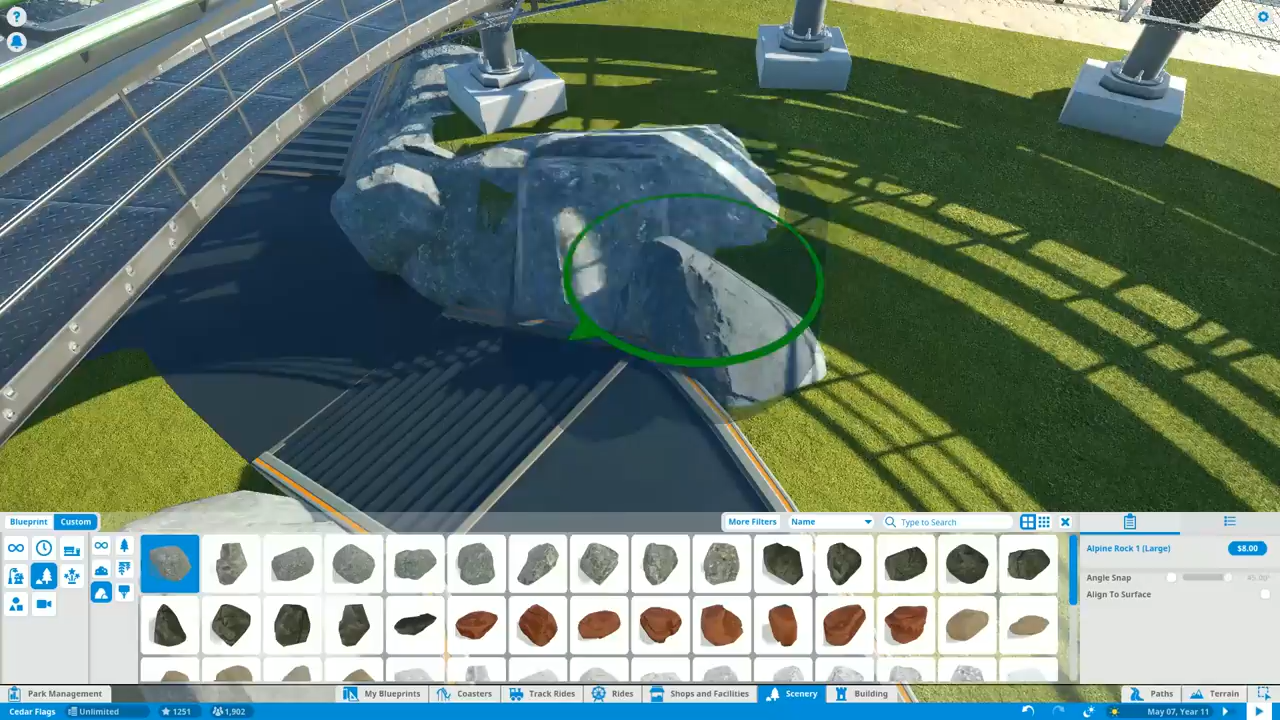 ?
Blueprint Custom More Filters Name Type to Search
Alpine Rock 1 (Large) $8.00
Angle Snap 45.00°
Align To Surface
Park Management My Blueprints Coasters Track Rides Rides Shops and Facilities Scenery Building Paths Terrain
Cedar Flags Unlimited 1251 1,902 May 07, Year 11